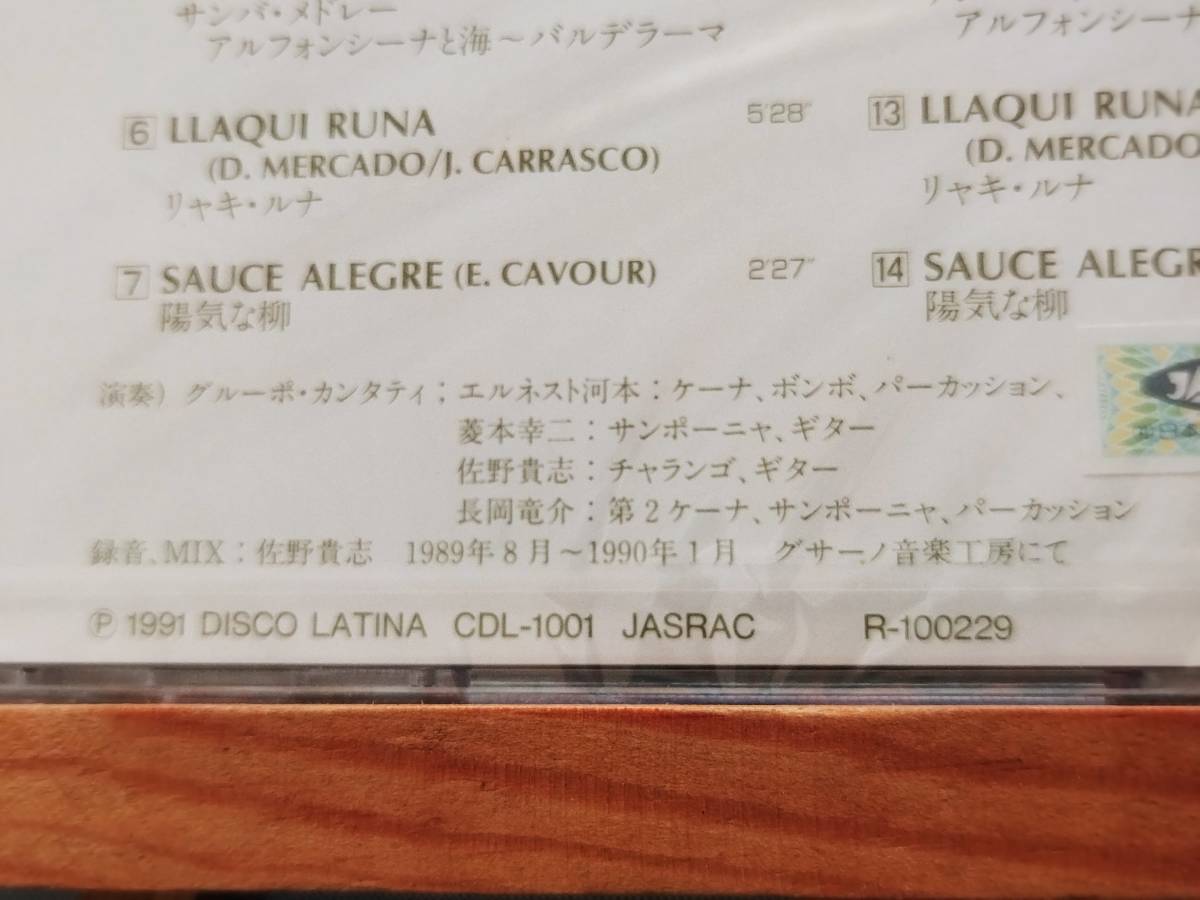 サンバ・メドレー
アルフォンシーナと海～バルデラーマ
アルフォンシーナ
6 LLAQUI RUNA 5'28"
(D. MERCADO/J. CARRASCO)
リャキ・ルナ
7 SAUCE ALEGRE (E. CAVOUR) 2'27"
陽気な柳
13 LLAQUI RUNA
(D. MERCADO
リャキ・ルナ
14 SAUCE ALEGR
陽気な柳
演奏）グルーポ・カンタティ；エルネスト河本：ケーナ、ボンボ、パーカッション、
菱本幸二：サンポーニャ、ギター
佐野貴志：チャランゴ、ギター
長岡竜介：第2ケーナ、サンポーニャ、パーカッション
録音、MIX：佐野貴志 1989年8月～1990年1月 グサーノ音楽工房にて
Ⓟ 1991 DISCO LATINA CDL-1001 JASRAC R-100229